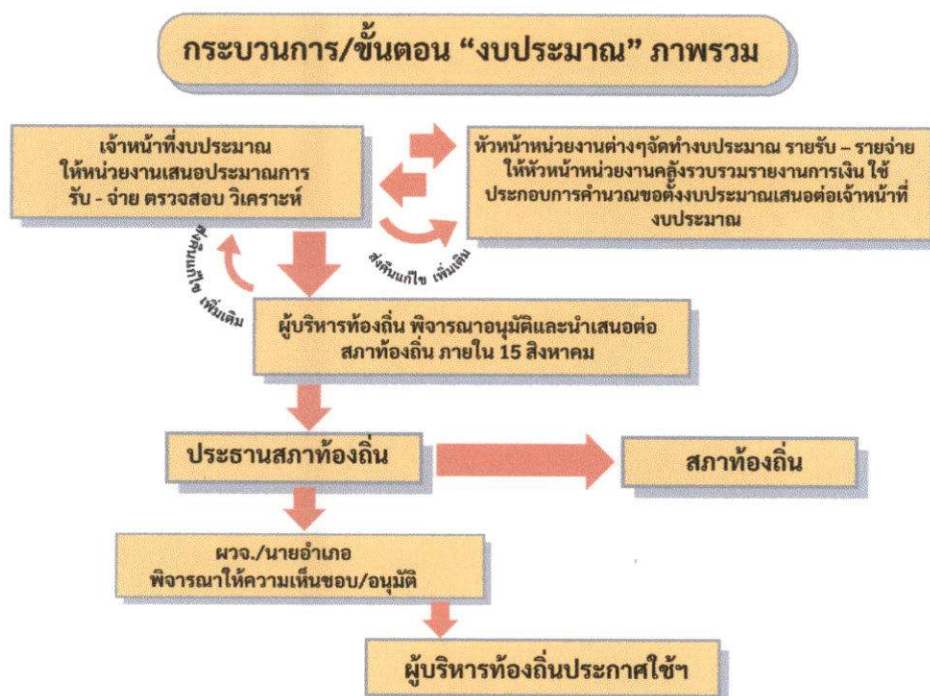 กระบวนการ/ขั้นตอน “งบประมาณ” ภาพรวม
เจ้าหน้าที่งบประมาณ
ให้หน่วยงานเสนอประมาณการ
รับ - จ่าย ตรวจสอบ วิเคราะห์
หัวหน้าหน่วยงานต่างๆจัดทำงบประมาณ รายรับ – รายจ่าย
ให้หัวหน้าหน่วยงานคลังรวบรวมรายงานการเงิน ใช้
ประกอบการคำนวณขอตั้งงบประมาณเสนอต่อเจ้าหน้าที่
งบประมาณ
ส่งคืนแก้ไข เพิ่มเติม
ส่งคืนแก้ไข เพิ่มเติม
ผู้บริหารท้องถิ่น พิจารณาอนุมัติและนำเสนอต่อ
สภาท้องถิ่น ภายใน 15 สิงหาคม
ประธานสภาท้องถิ่น
สภาท้องถิ่น
ผวจ./นายอำเภอ
พิจารณาให้ความเห็นชอบ/อนุมัติ
ผู้บริหารท้องถิ่นประกาศใช้ฯ